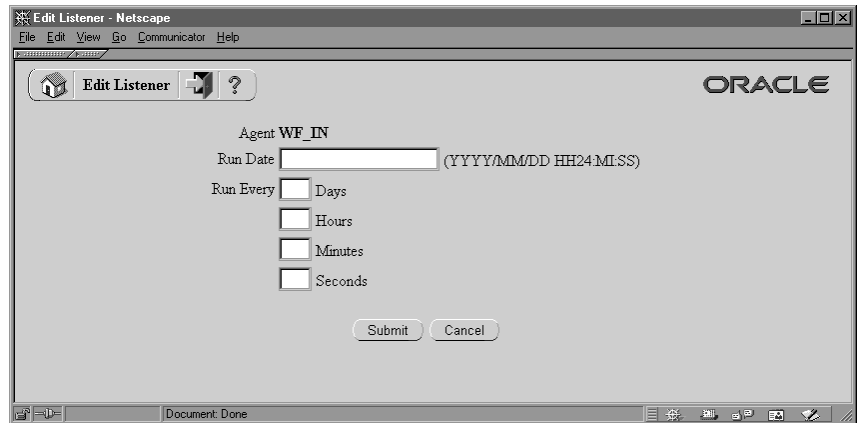 Edit Listener - Netscape
File Edit View Go Communicator Help
Edit Listener ?
ORACLE
Agent WF_IN
Run Date (YYYY/MM/DD HH24:MI:SS)
Run Every Days
Hours
Minutes
Seconds
Submit Cancel
Document: Done